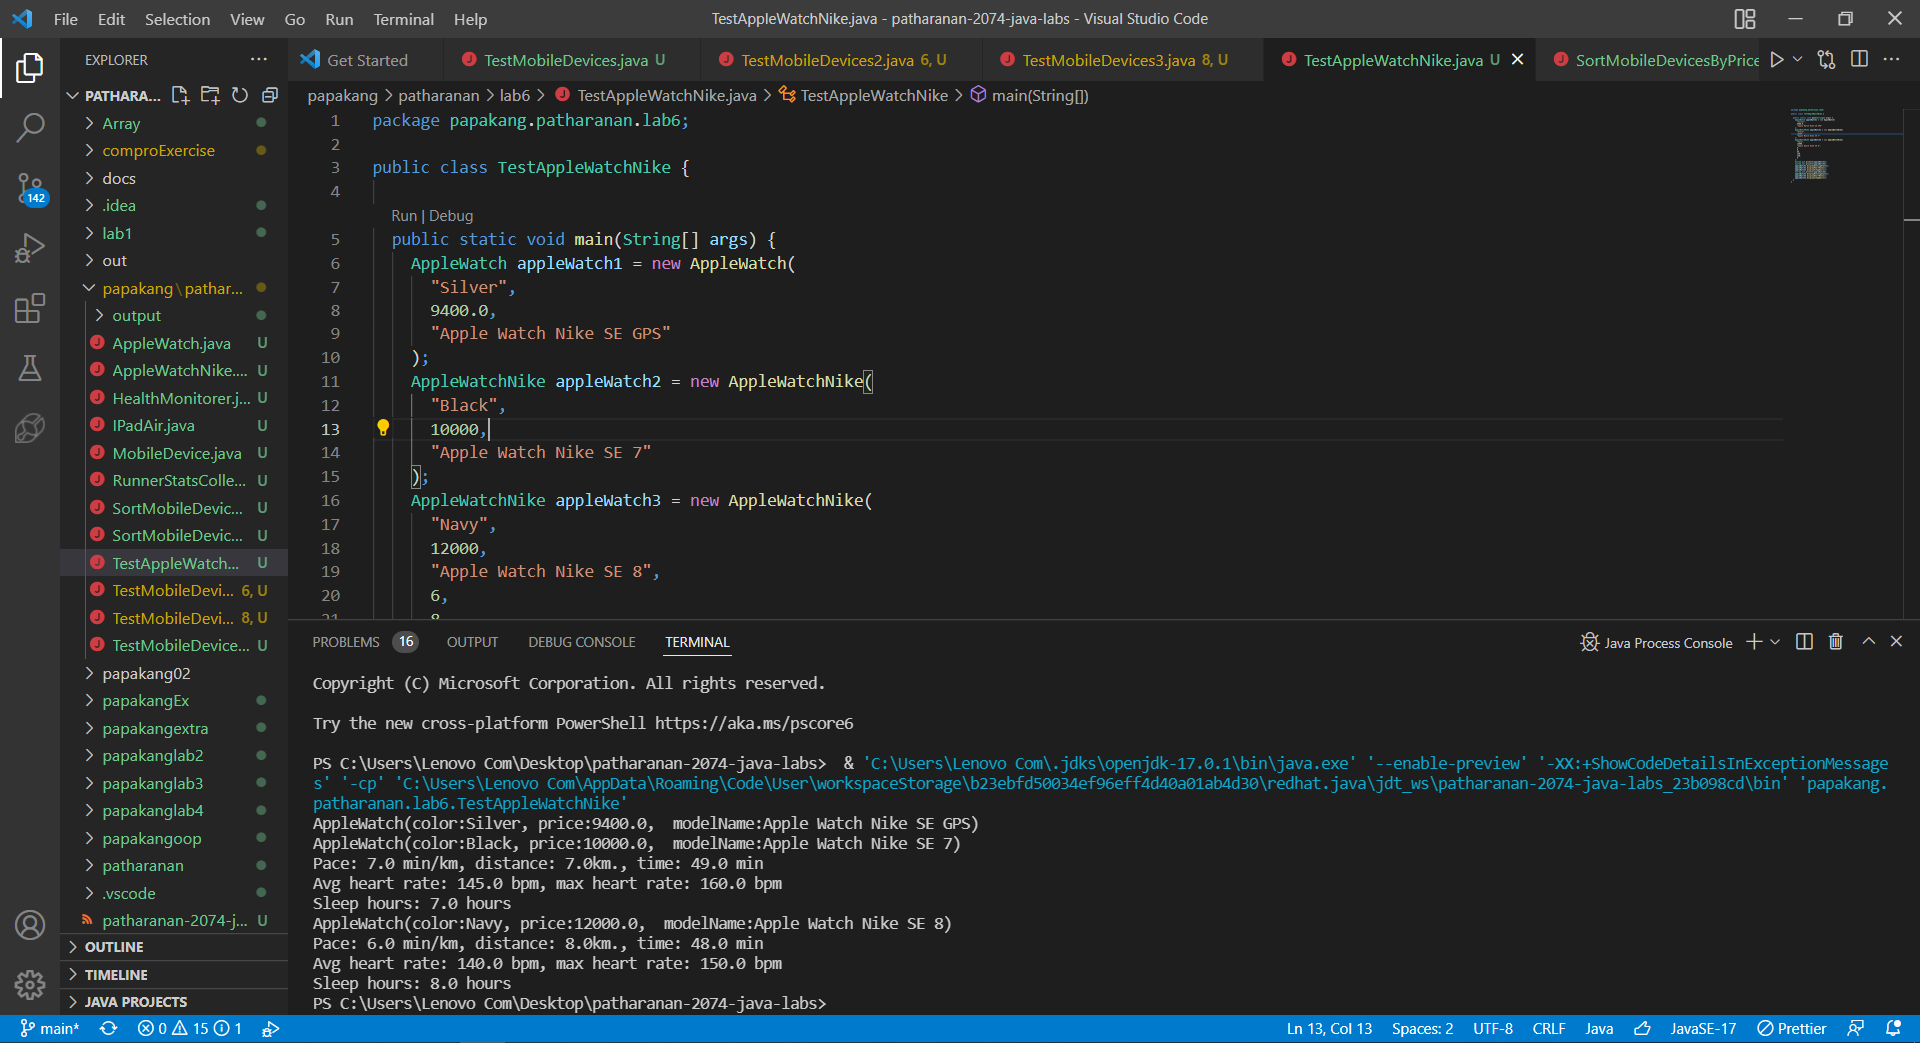 File Edit Selection View Go Run Terminal Help
TestAppleWatchNike.java - patharanan-2074-java-labs - Visual Studio Code
EXPLORER
Get Started
TestMobileDevices.java U
TestMobileDevices2.java 6, U
TestMobileDevices3.java 8, U
TestAppleWatchNike.java U
SortMobileDevicesByPrice
PATHARA...
papakang > patharanan > lab6 > TestAppleWatchNike.java > TestAppleWatchNike > main(String[])
142
Array
comproExercise
docs
.idea
lab1
out
papakang\pathar...
output
AppleWatch.java U
AppleWatchNike.... U
HealthMonitorer.j... U
IPadAir.java U
MobileDevice.java U
RunnerStatsColle... U
SortMobileDevic... U
SortMobileDevic... U
TestAppleWatch... U
TestMobileDevi... 6, U
TestMobileDevi... 8, U
TestMobileDevice... U
papakang02
papakangEx
papakangextra
papakanglab2
papakanglab3
papakanglab4
papakangoop
patharanan
.vscode
patharanan-2074-j... U
OUTLINE
TIMELINE
JAVA PROJECTS
1 package papakang.patharanan.lab6;
2
3 public class TestAppleWatchNike {
4
Run | Debug
5 public static void main(String[] args) {
6 AppleWatch appleWatch1 = new AppleWatch(
7 "Silver",
8 9400.0,
9 "Apple Watch Nike SE GPS"
10 );
11 AppleWatchNike appleWatch2 = new AppleWatchNike(
12 "Black",
13 10000,
14 "Apple Watch Nike SE 7"
15 );
16 AppleWatchNike appleWatch3 = new AppleWatchNike(
17 "Navy",
18 12000,
19 "Apple Watch Nike SE 8",
20 6,
21 8
PROBLEMS 16 OUTPUT DEBUG CONSOLE TERMINAL
Java Process Console
Copyright (C) Microsoft Corporation. All rights reserved.
Try the new cross-platform PowerShell https://aka.ms/pscore6
PS C:\Users\Lenovo Com\Desktop\patharanan-2074-java-labs> & 'C:\Users\Lenovo Com\.jdks\openjdk-17.0.1\bin\java.exe' '--enable-preview' '-XX:+ShowCodeDetailsInExceptionMessage
s' '-cp' 'C:\Users\Lenovo Com\AppData\Roaming\Code\User\workspaceStorage\b23ebfd50034ef96eff4d40a01ab4d30\redhat.java\jdt_ws\patharanan-2074-java-labs_23b098cd\bin' 'papakang.
patharanan.lab6.TestAppleWatchNike'
AppleWatch(color:Silver, price:9400.0, modelName:Apple Watch Nike SE GPS)
AppleWatch(color:Black, price:10000.0, modelName:Apple Watch Nike SE 7)
Pace: 7.0 min/km, distance: 7.0km., time: 49.0 min
Avg heart rate: 145.0 bpm, max heart rate: 160.0 bpm
Sleep hours: 7.0 hours
AppleWatch(color:Navy, price:12000.0, modelName:Apple Watch Nike SE 8)
Pace: 6.0 min/km, distance: 8.0km., time: 48.0 min
Avg heart rate: 140.0 bpm, max heart rate: 150.0 bpm
Sleep hours: 8.0 hours
PS C:\Users\Lenovo Com\Desktop\patharanan-2074-java-labs>
main* 0 15 1
Ln 13, Col 13 Spaces: 2 UTF-8 CRLF Java JavaSE-17 Prettier